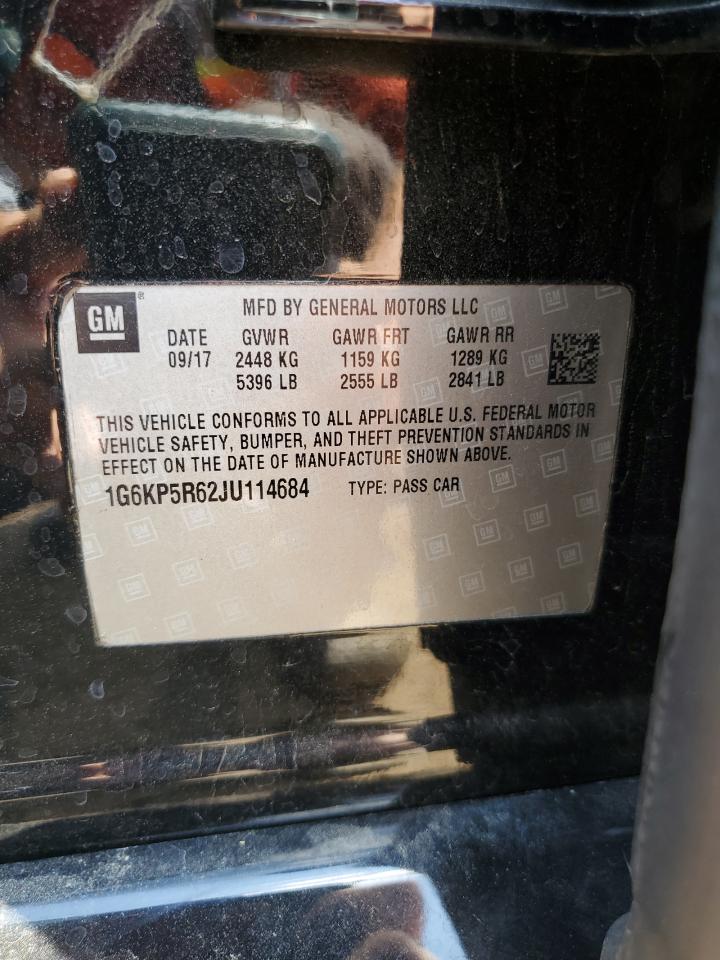 GM
MFD BY GENERAL MOTORS LLC
DATE GVWR GAWR FRT GAWR RR
09/17 2448 KG 1159 KG 1289 KG
5396 LB 2555 LB 2841 LB
THIS VEHICLE CONFORMS TO ALL APPLICABLE U.S. FEDERAL MOTOR
VEHICLE SAFETY, BUMPER, AND THEFT PREVENTION STANDARDS IN
EFFECT ON THE DATE OF MANUFACTURE SHOWN ABOVE.
1G6KP5R62JU114684 TYPE: PASS CAR